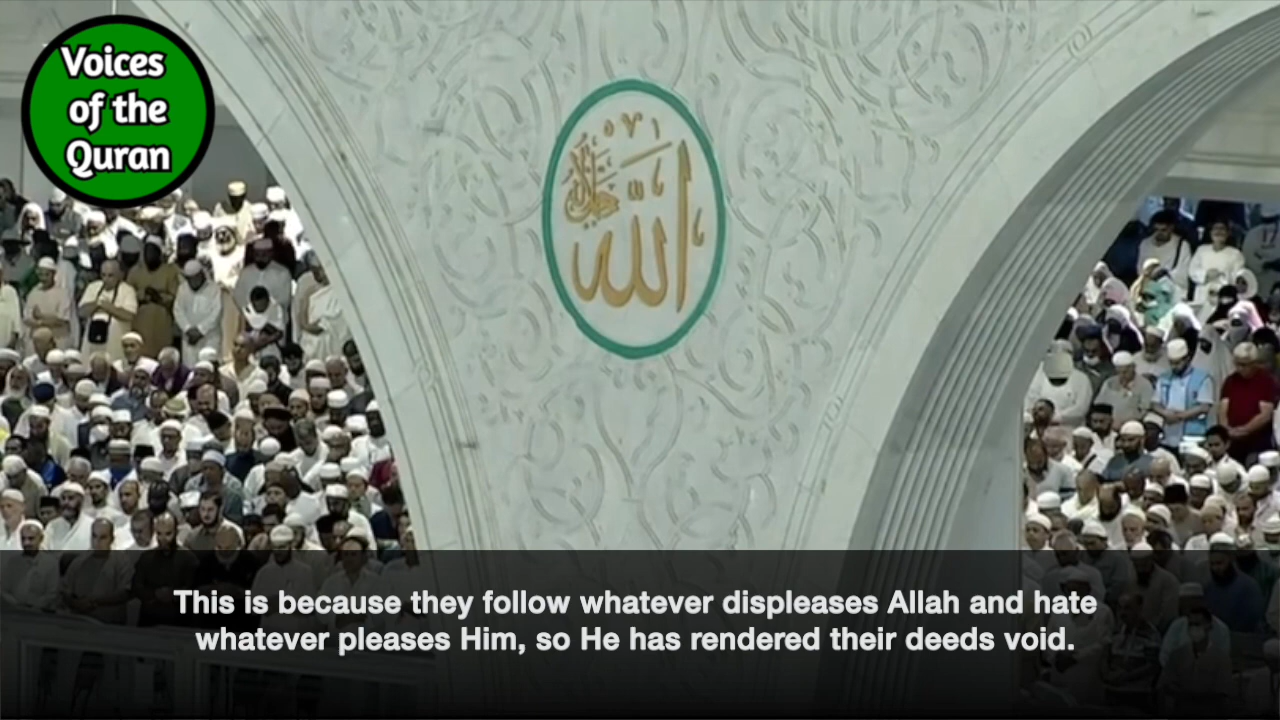 Voices
of the
Quran
الله
جل جلاله
This is because they follow whatever displeases Allah and hate
whatever pleases Him, so He has rendered their deeds void.